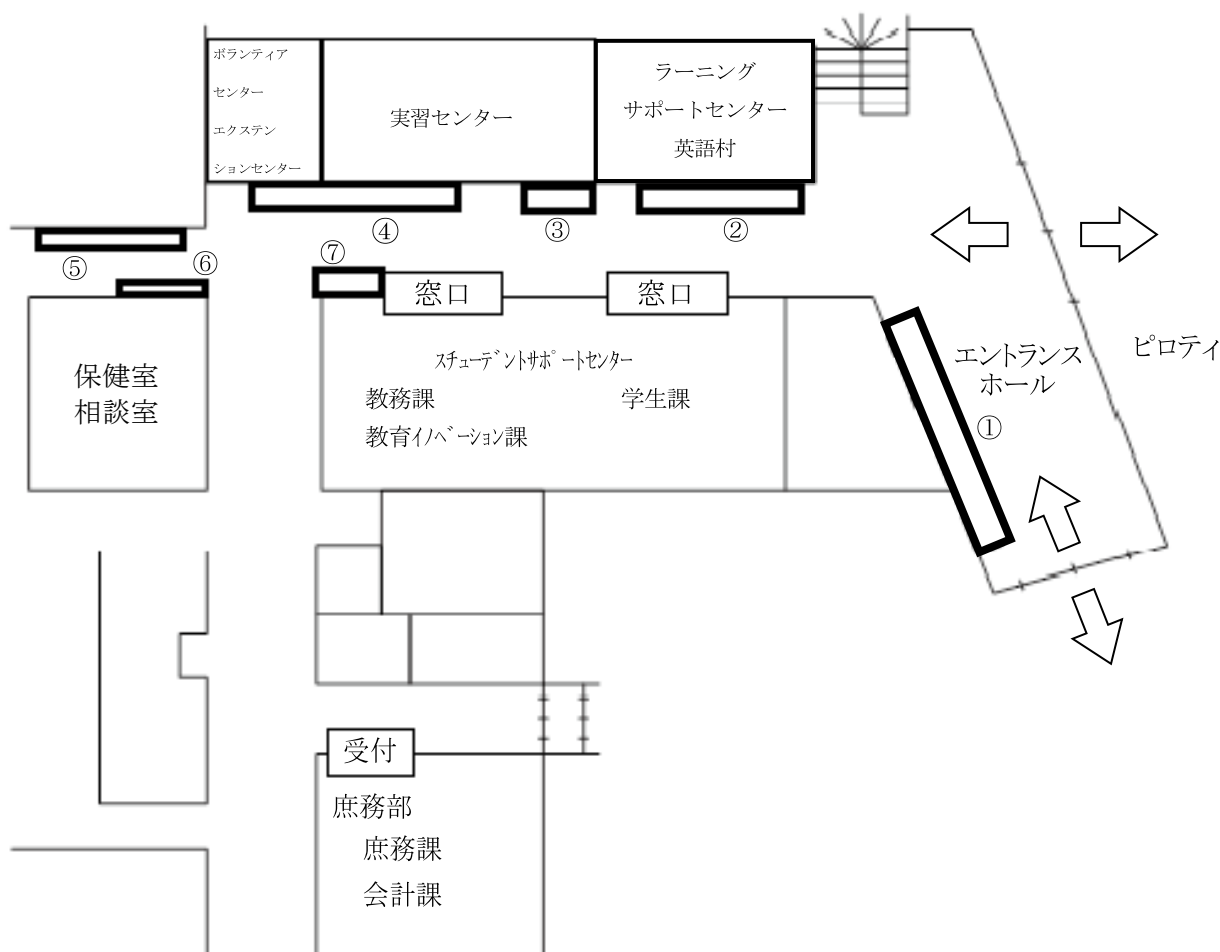 ボランティア
センター
エクステン
ションセンター
実習センター
ラーニング
サポートセンター
英語村
④
③
②
⑤
⑥
⑦
窓口
窓口
保健室
相談室
スチューデントサポートセンター
教務課
学生課
教育イノベーション課
エントランス
ホール
ピロティ
①
受付
庶務部
庶務課
会計課